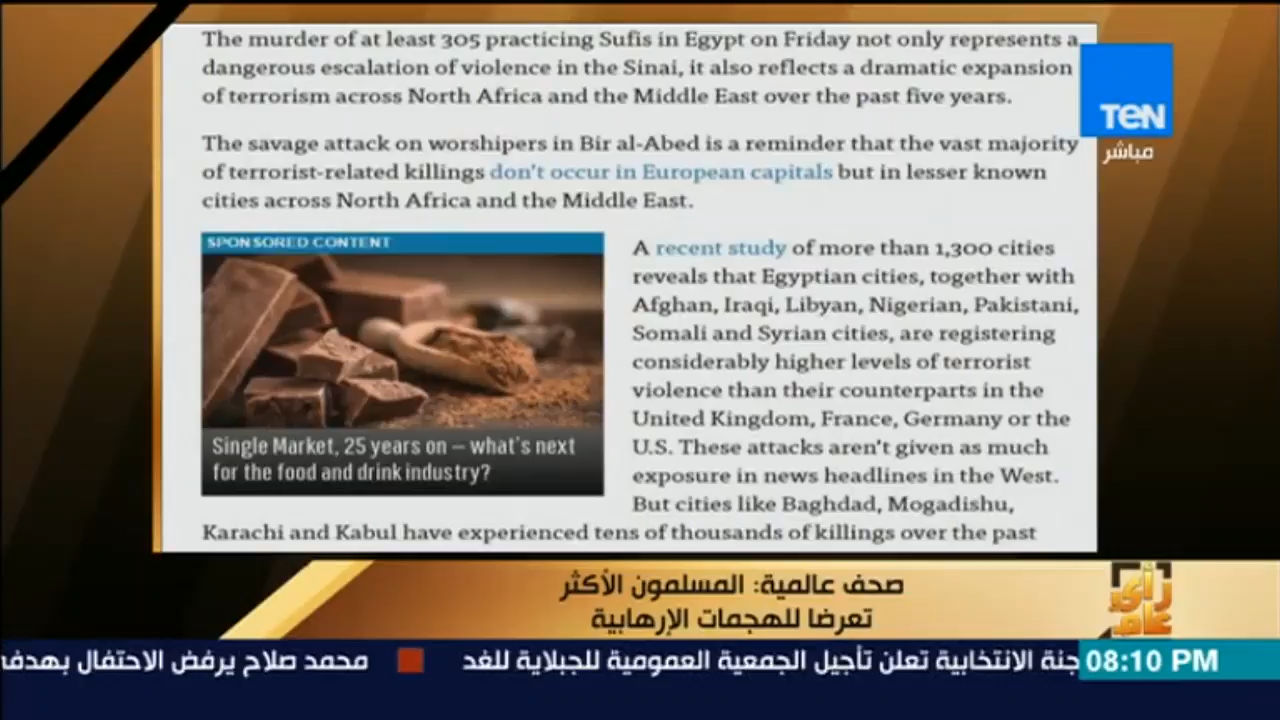 The murder of at least 305 practicing Sufis in Egypt on Friday not only represents a
dangerous escalation of violence in the Sinai, it also reflects a dramatic expansion
of terrorism across North Africa and the Middle East over the past five years.
The savage attack on worshipers in Bir al-Abed is a reminder that the vast majority
of terrorist-related killings don't occur in European capitals but in lesser known
cities across North Africa and the Middle East.
SPONSORED CONTENT
Single Market, 25 years on – what's next
for the food and drink industry?
A recent study of more than 1,300 cities
reveals that Egyptian cities, together with
Afghan, Iraqi, Libyan, Nigerian, Pakistani,
Somali and Syrian cities, are registering
considerably higher levels of terrorist
violence than their counterparts in the
United Kingdom, France, Germany or the
U.S. These attacks aren't given as much
exposure in news headlines in the West.
But cities like Baghdad, Mogadishu,
Karachi and Kabul have experienced tens of thousands of killings over the past
TeN
مباشر
صحف عالمية: المسلمون الأكثر
تعرضا للهجمات الإرهابية
رأي
عام
جنة الانتخابية تعلن تأجيل الجمعية العمومية للجبلاية للغد
محمد صلاح يرفض الاحتفال بهدفه
08:10 PM